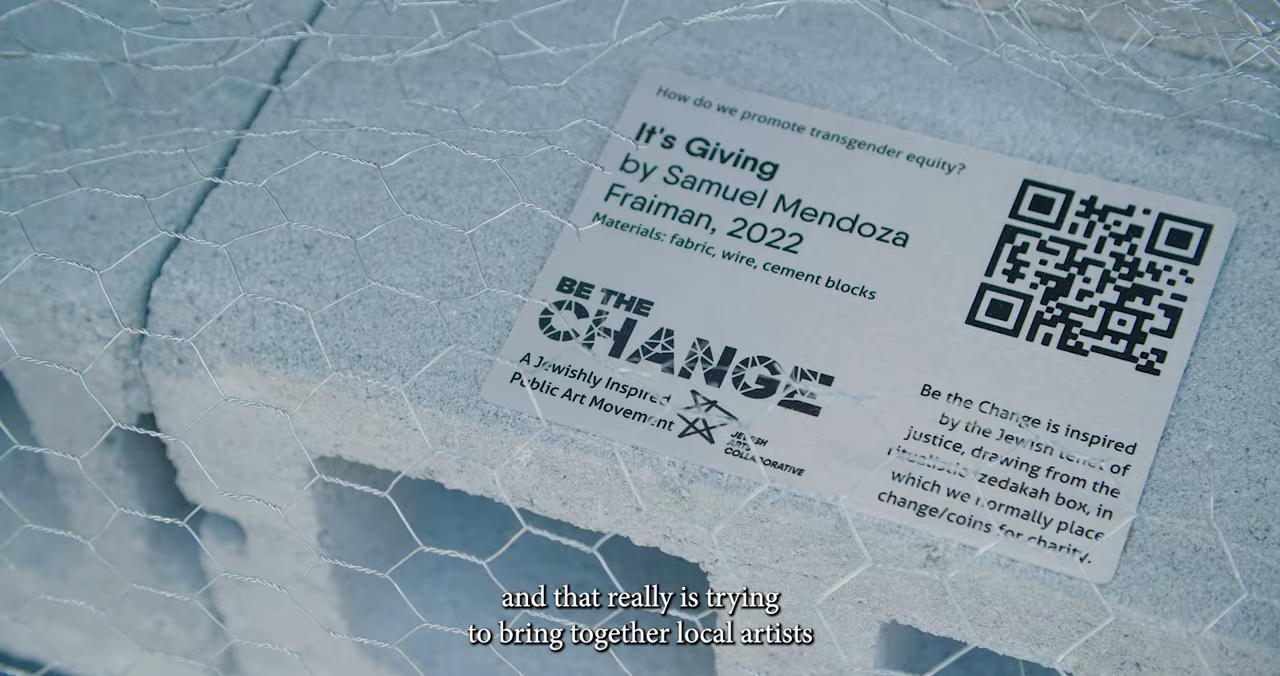 How do we promote transgender equity?
It's Giving
by Samuel Mendoza
Fraiman, 2022
Materials: fabric, wire, cement blocks
BE THE
CHANGE
A Jewishly Inspired
Public Art Movement
JEWISH
ARTS
COLLABORATIVE
Be the Change is inspired
by the Jewish tenet of
justice, drawing from the
ritualistic tzedakah box, in
which we normally place
change/coins for charity.
and that really is trying
to bring together local artists